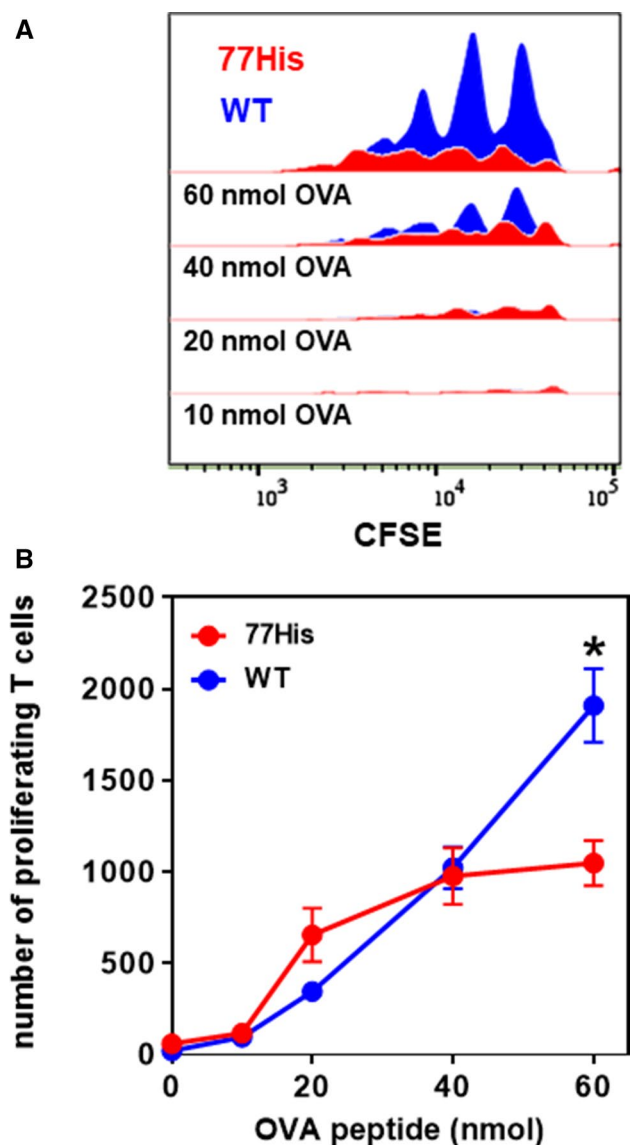 A
77His
WT
60 nmol OVA
40 nmol OVA
20 nmol OVA
10 nmol OVA
10³ 10⁴ 10⁵
CFSE
B
number of proliferating T cells
2500
2000
1500
1000
500
0
77His
WT
*
0 20 40 60
OVA peptide (nmol)